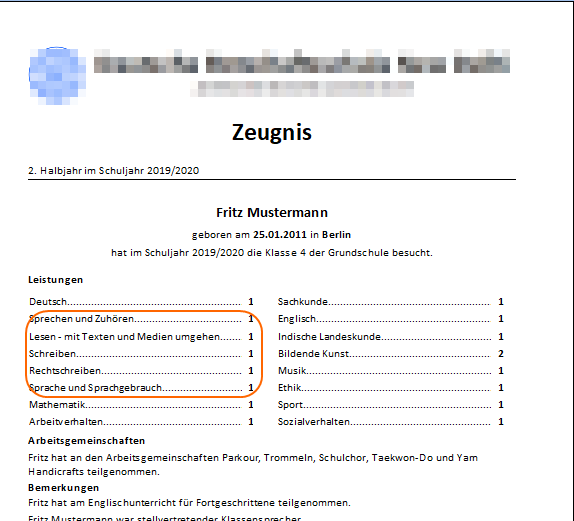 Zeugnis
2. Halbjahr im Schuljahr 2019/2020
Fritz Mustermann
geboren am 25.01.2011 in Berlin
hat im Schuljahr 2019/2020 die Klasse 4 der Grundschule besucht.
Leistungen
Deutsch 1
Sprechen und Zuhören 1
Lesen - mit Texten und Medien umgehen 1
Schreiben 1
Rechtschreiben 1
Sprache und Sprachgebrauch 1
Mathematik 1
Arbeitverhalten 1
Sachkunde 1
Englisch 1
Indische Landeskunde 1
Bildende Kunst 2
Musik 1
Ethik 1
Sport 1
Sozialverhalten 1
Arbeitsgemeinschaften
Fritz hat an den Arbeitsgemeinschaften Parkour, Trommeln, Schulchor, Taekwon-Do und Yam
Handicrafts teilgenommen.
Bemerkungen
Fritz hat am Englischunterricht für Fortgeschrittene teilgenommen.
Fritz Mustermann war stellvertretender Klassensprecher.